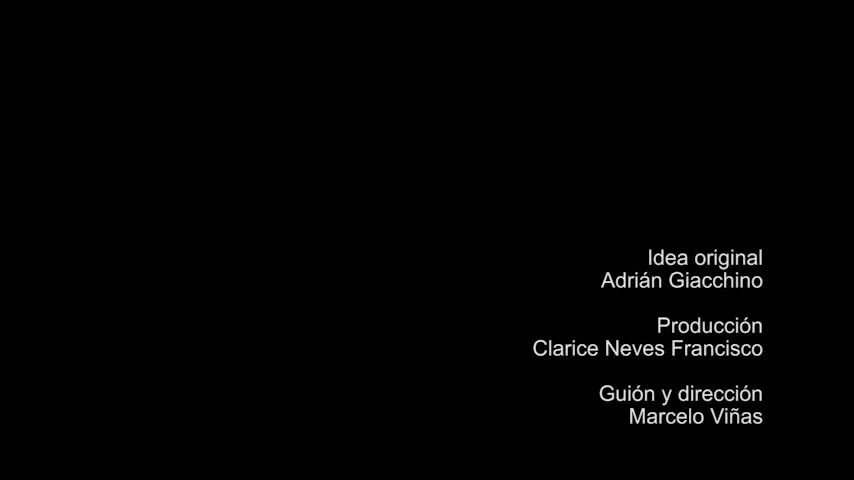 Idea original
Adrián Giacchino
Producción
Clarice Neves Francisco
Guión y dirección
Marcelo Viñas